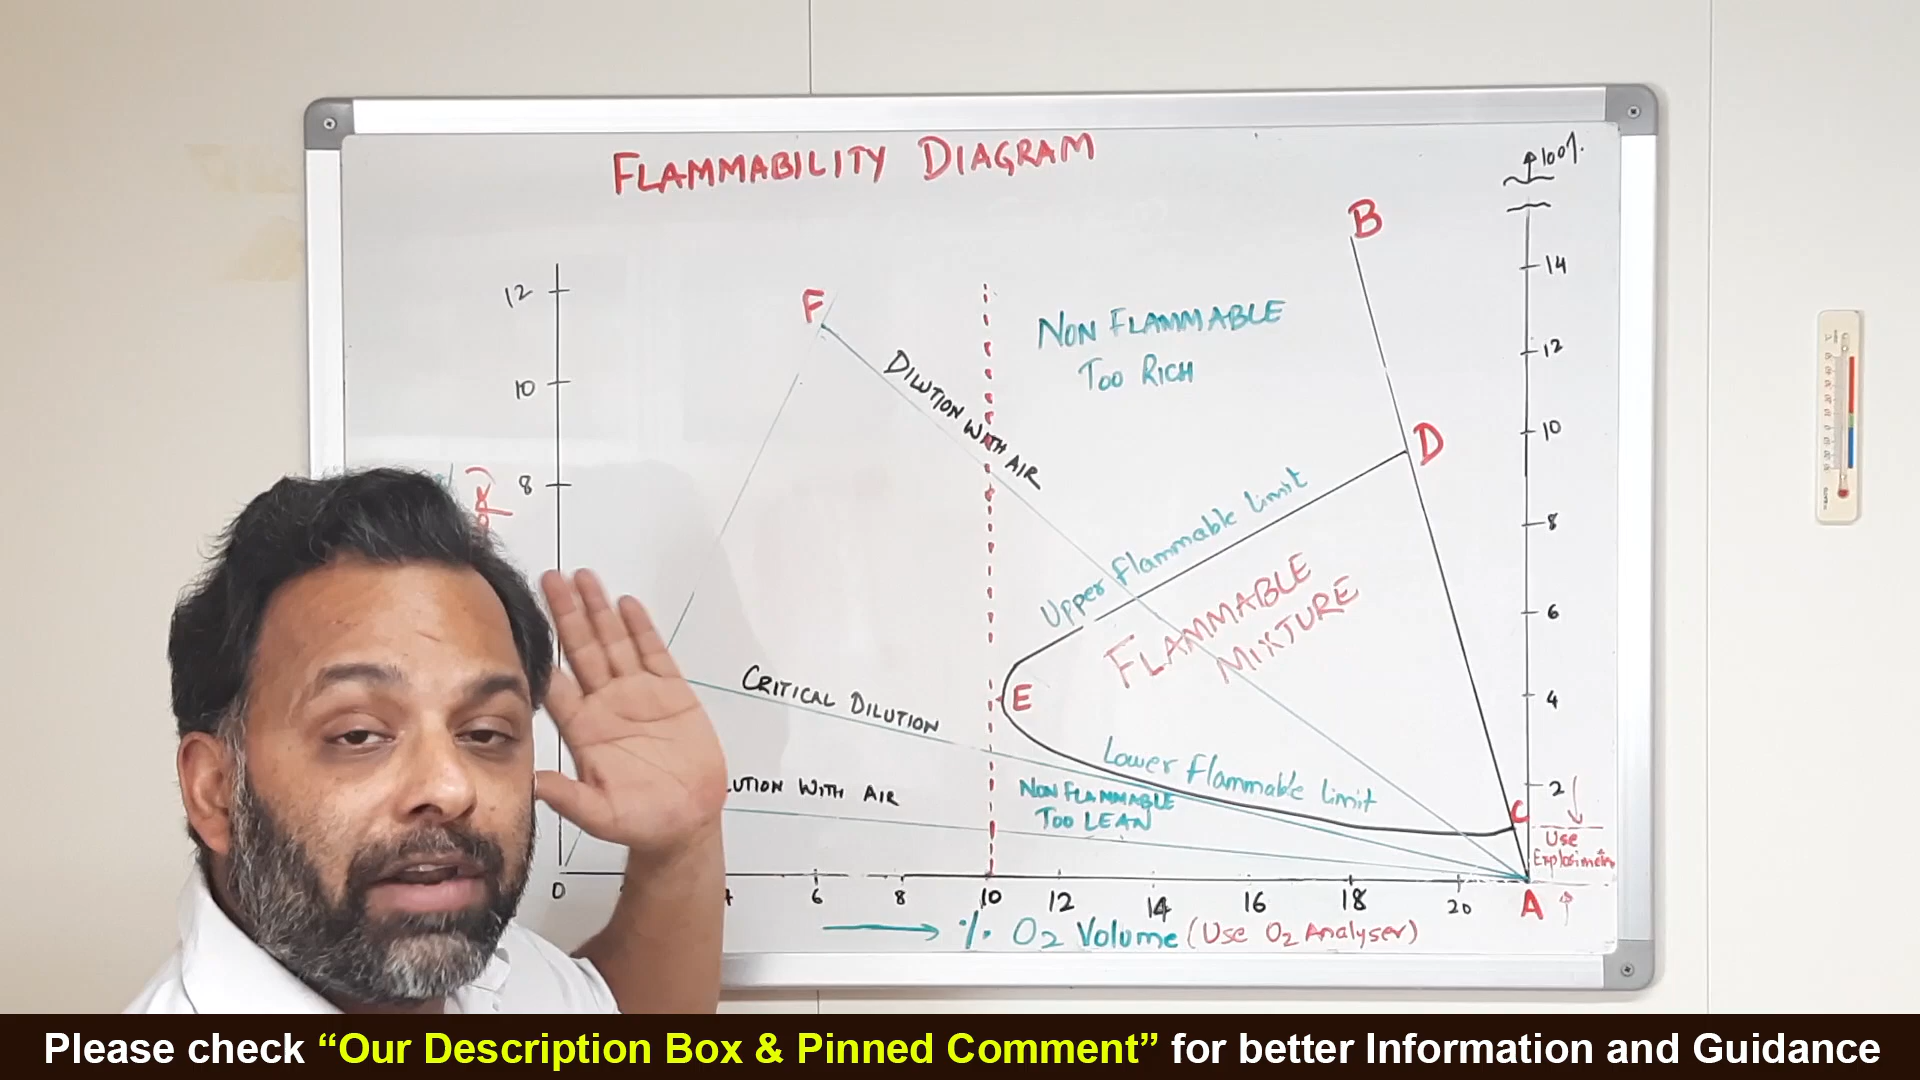 FLAMMABILITY DIAGRAM
100%
B
14
12
F
NON FLAMMABLE
TOO RICH
12
10
DILUTION WITH AIR
D
10
8
Upper Flammable Limit
8
FLAMMABLE
MIXTURE
6
E
CRITICAL DILUTION
4
Lower Flammable Limit
WITH AIR
NON FLAMMABLE
TOO LEAN
2
C
Use
Explosimeter
0
6
8
10
12
14
16
18
20
A
% O2 Volume (Use O2 Analyser)
Please check “Our Description Box & Pinned Comment” for better Information and Guidance